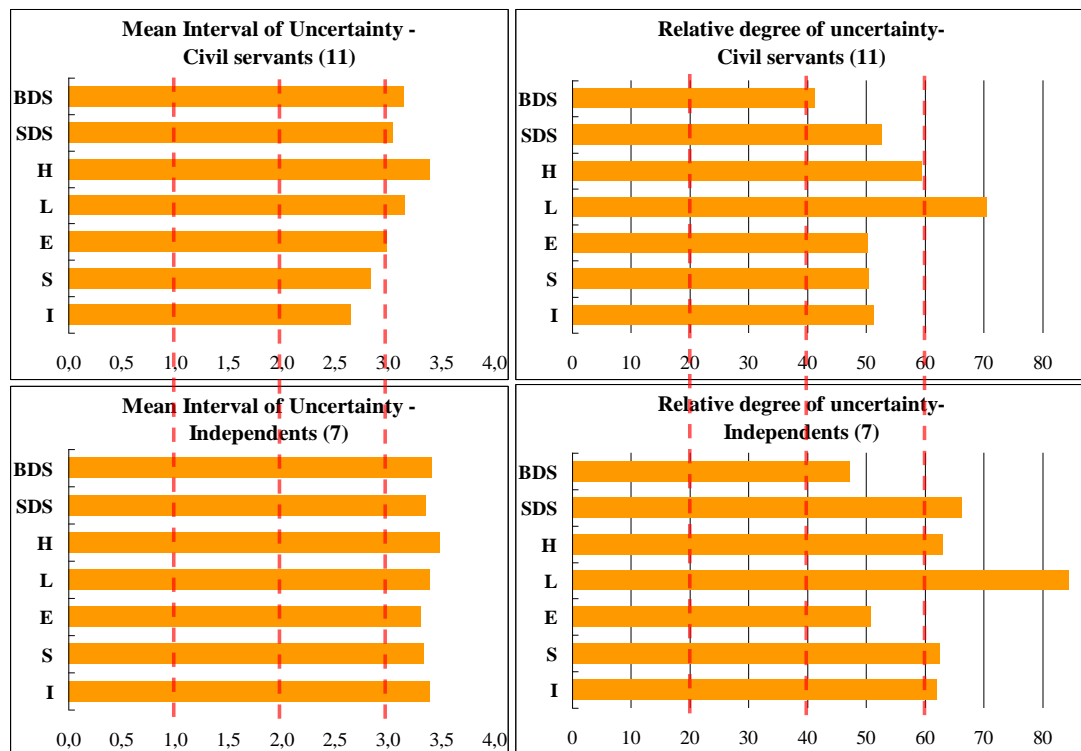 Mean Interval of Uncertainty -
Civil servants (11)
BDS
SDS
H
L
E
S
I
0,0 0,5 1,0 1,5 2,0 2,5 3,0 3,5 4,0
Relative degree of uncertainty-
Civil servants (11)
BDS
SDS
H
L
E
S
I
0 10 20 30 40 50 60 70 80
Mean Interval of Uncertainty -
Independents (7)
BDS
SDS
H
L
E
S
I
0,0 0,5 1,0 1,5 2,0 2,5 3,0 3,5 4,0
Relative degree of uncertainty-
Independents (7)
BDS
SDS
H
L
E
S
I
0 10 20 30 40 50 60 70 80